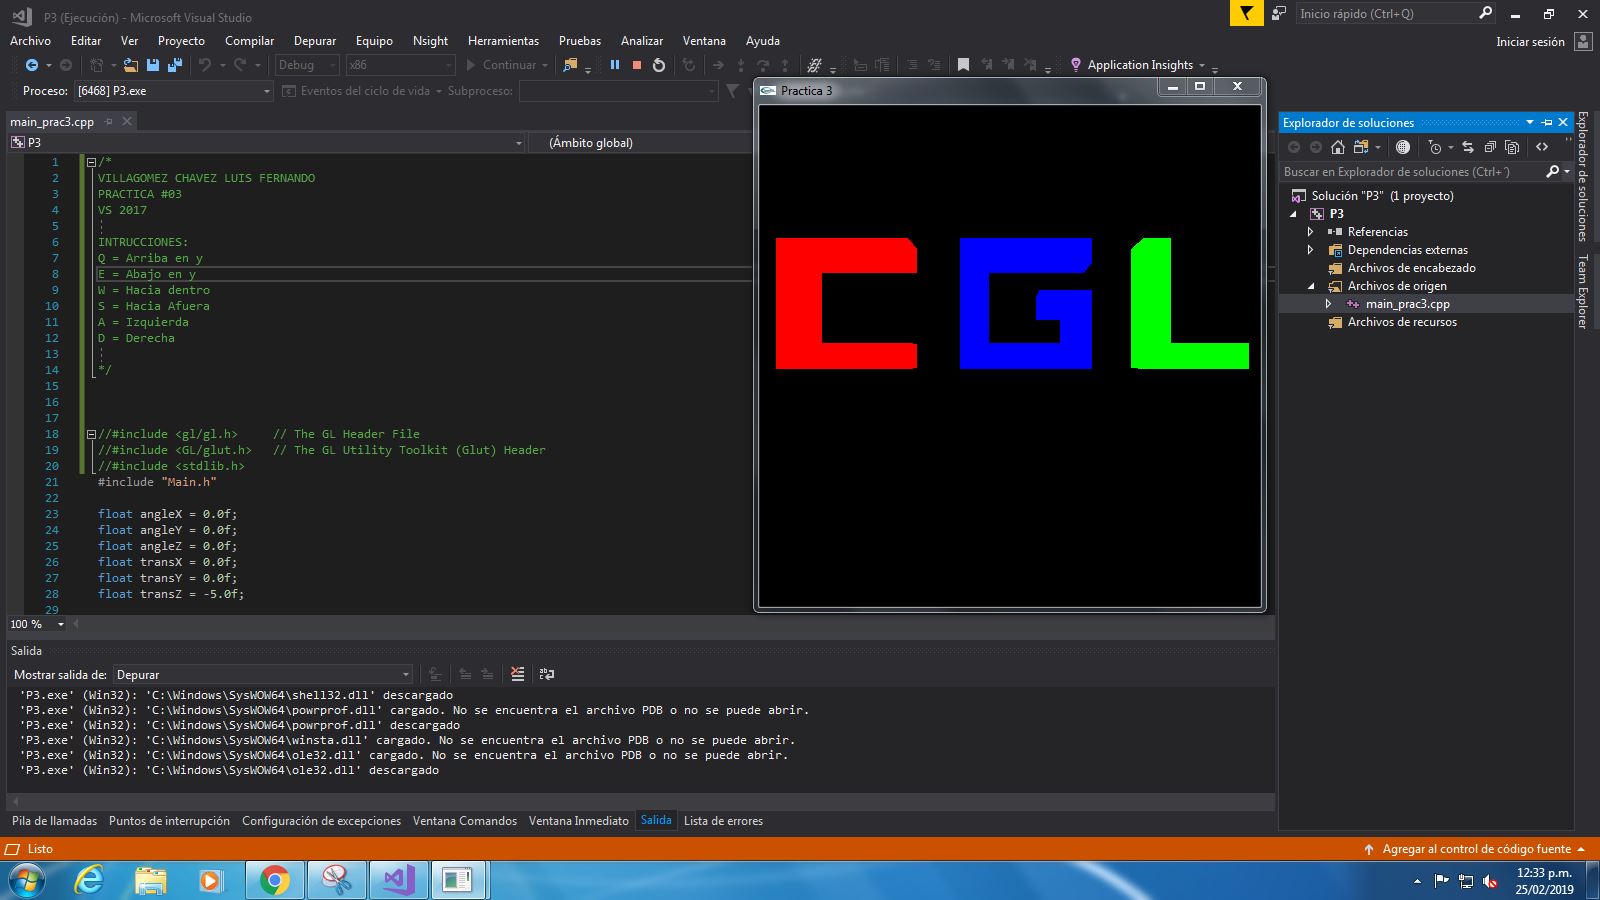 P3 (Ejecución) - Microsoft Visual Studio
Inicio rápido (Ctrl+Q)
Archivo Editar Ver Proyecto Compilar Depurar Equipo Nsight Herramientas Pruebas Analizar Ventana Ayuda
Iniciar sesión
Debug x86 Continuar Application Insights
Proceso: [6468] P3.exe Eventos del ciclo de vida Subproceso:
main_prac3.cpp
P3 (Ámbito global)
1 /*
2 VILLAGOMEZ CHAVEZ LUIS FERNANDO
3 PRACTICA #03
4 VS 2017
5
6 INTRUCCIONES:
7 Q = Arriba en y
8 E = Abajo en y
9 W = Hacia dentro
10 S = Hacia Afuera
11 A = Izquierda
12 D = Derecha
13
14 */
15
16
17
18 //#include <gl/gl.h> // The GL Header File
19 //#include <GL/glut.h> // The GL Utility Toolkit (Glut) Header
20 //#include <stdlib.h>
21 #include "Main.h"
22
23 float angleX = 0.0f;
24 float angleY = 0.0f;
25 float angleZ = 0.0f;
26 float transX = 0.0f;
27 float transY = 0.0f;
28 float transZ = -5.0f;
29
100 %
Practica 3
CGL
Explorador de soluciones
Buscar en Explorador de soluciones (Ctrl+´)
Solución "P3" (1 proyecto)
P3
Referencias
Dependencias externas
Archivos de encabezado
Archivos de origen
main_prac3.cpp
Archivos de recursos
Explorador de soluciones
Team Explorer
Salida
Mostrar salida de: Depurar
'P3.exe' (Win32): 'C:\Windows\SysWOW64\shell32.dll' descargado
'P3.exe' (Win32): 'C:\Windows\SysWOW64\powrprof.dll' cargado. No se encuentra el archivo PDB o no se puede abrir.
'P3.exe' (Win32): 'C:\Windows\SysWOW64\powrprof.dll' descargado
'P3.exe' (Win32): 'C:\Windows\SysWOW64\winsta.dll' cargado. No se encuentra el archivo PDB o no se puede abrir.
'P3.exe' (Win32): 'C:\Windows\SysWOW64\ole32.dll' cargado. No se encuentra el archivo PDB o no se puede abrir.
'P3.exe' (Win32): 'C:\Windows\SysWOW64\ole32.dll' descargado
Pila de llamadas Puntos de interrupción Configuración de excepciones Ventana Comandos Ventana Inmediato Salida Lista de errores
Listo
Agregar al control de código fuente
12:33 p.m.
25/02/2019